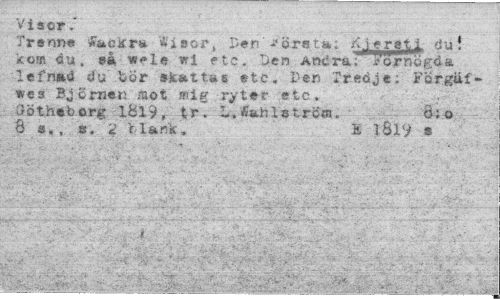 Visor.
Trenne Wackra Wisor, Den Första: Kjersti du!
kom du, så wele wi etc. Den Andra: Förnögda
lefnad du bör skattas etc. Den Tredje: Förgäf-
wes Björnen mot mig ryter etc.
Götheborg 1819, tr. L.Wahlström. 8:o
8 s., s. 2 blank. E 1819 s